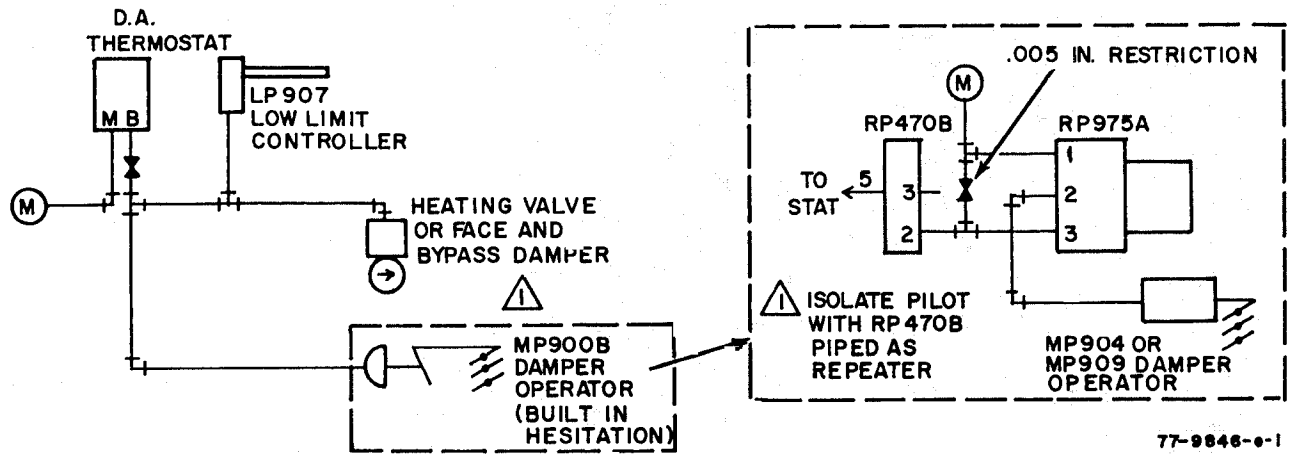 D.A.
THERMOSTAT
M B
LP907
LOW LIMIT
CONTROLLER
M
HEATING VALVE
OR FACE AND
BYPASS DAMPER
1
MP900B
DAMPER
OPERATOR
(BUILT IN
HESITATION)
.005 IN. RESTRICTION
M
RP470B
RP975A
TO
STAT
5
3
2
1
2
3
1
ISOLATE PILOT
WITH RP470B
PIPED AS
REPEATER
MP904 OR
MP909 DAMPER
OPERATOR
77-9846-e-1